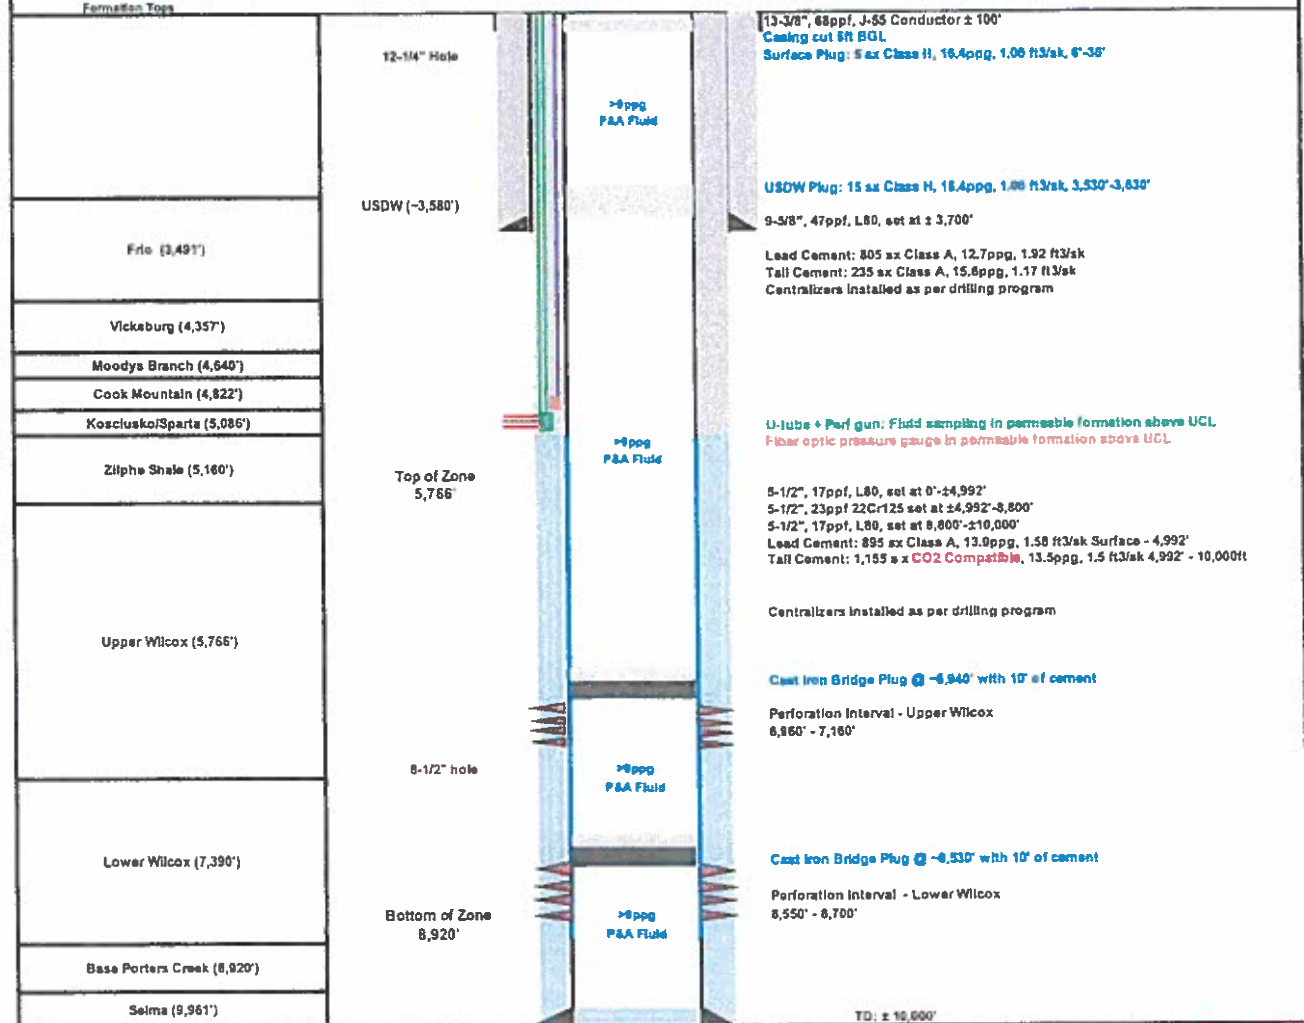 Formation Tops
13-3/8", 68ppf, J-55 Conductor ± 100'
Casing cut 5ft BGL
Surface Plug: 5 sx Class H, 16.4ppg, 1.06 ft3/sk, 6'-36'
12-1/4" Hole
>9ppg
P&A Fluid
USDW Plug: 15 sx Class H, 16.4ppg, 1.06 ft3/sk, 3,530'-3,630'
USDW (~3,580')
9-5/8", 47ppf, L80, set at ± 3,700'
Frio (3,491')
Lead Cement: 805 sx Class A, 12.7ppg, 1.92 ft3/sk
Tail Cement: 235 sx Class A, 15.6ppg, 1.17 ft3/sk
Centralizers installed as per drilling program
Vicksburg (4,357')
Moodys Branch (4,640')
Cook Mountain (4,822')
Kosciusko/Sparta (5,086')
U-tube + Perf gun: Fluid sampling in permeable formation above UCL
Fiber optic pressure gauge in permeable formation above UCL
>9ppg
P&A Fluid
Zilpha Shale (5,160')
Top of Zone
5,766'
5-1/2", 17ppf, L80, set at 0'-±4,992'
5-1/2", 23ppf 22Cr125 set at ±4,992'-8,800'
5-1/2", 17ppf, L80, set at 8,800'-±10,000'
Lead Cement: 895 sx Class A, 13.9ppg, 1.58 ft3/sk Surface - 4,992'
Tail Cement: 1,155 s x CO2 Compatible, 13.5ppg, 1.5 ft3/sk 4,992' - 10,000ft
Centralizers installed as per drilling program
Upper Wilcox (5,766')
Cast Iron Bridge Plug @ ~6,940' with 10' of cement
Perforation Interval - Upper Wilcox
6,960' - 7,160'
8-1/2" hole
>9ppg
P&A Fluid
Lower Wilcox (7,390')
Cast Iron Bridge Plug @ ~8,530' with 10' of cement
Perforation Interval - Lower Wilcox
8,550' - 8,700'
Bottom of Zone
8,920'
>9ppg
P&A Fluid
Base Porters Creek (8,920')
Selma (9,961')
TD: ± 10,000'